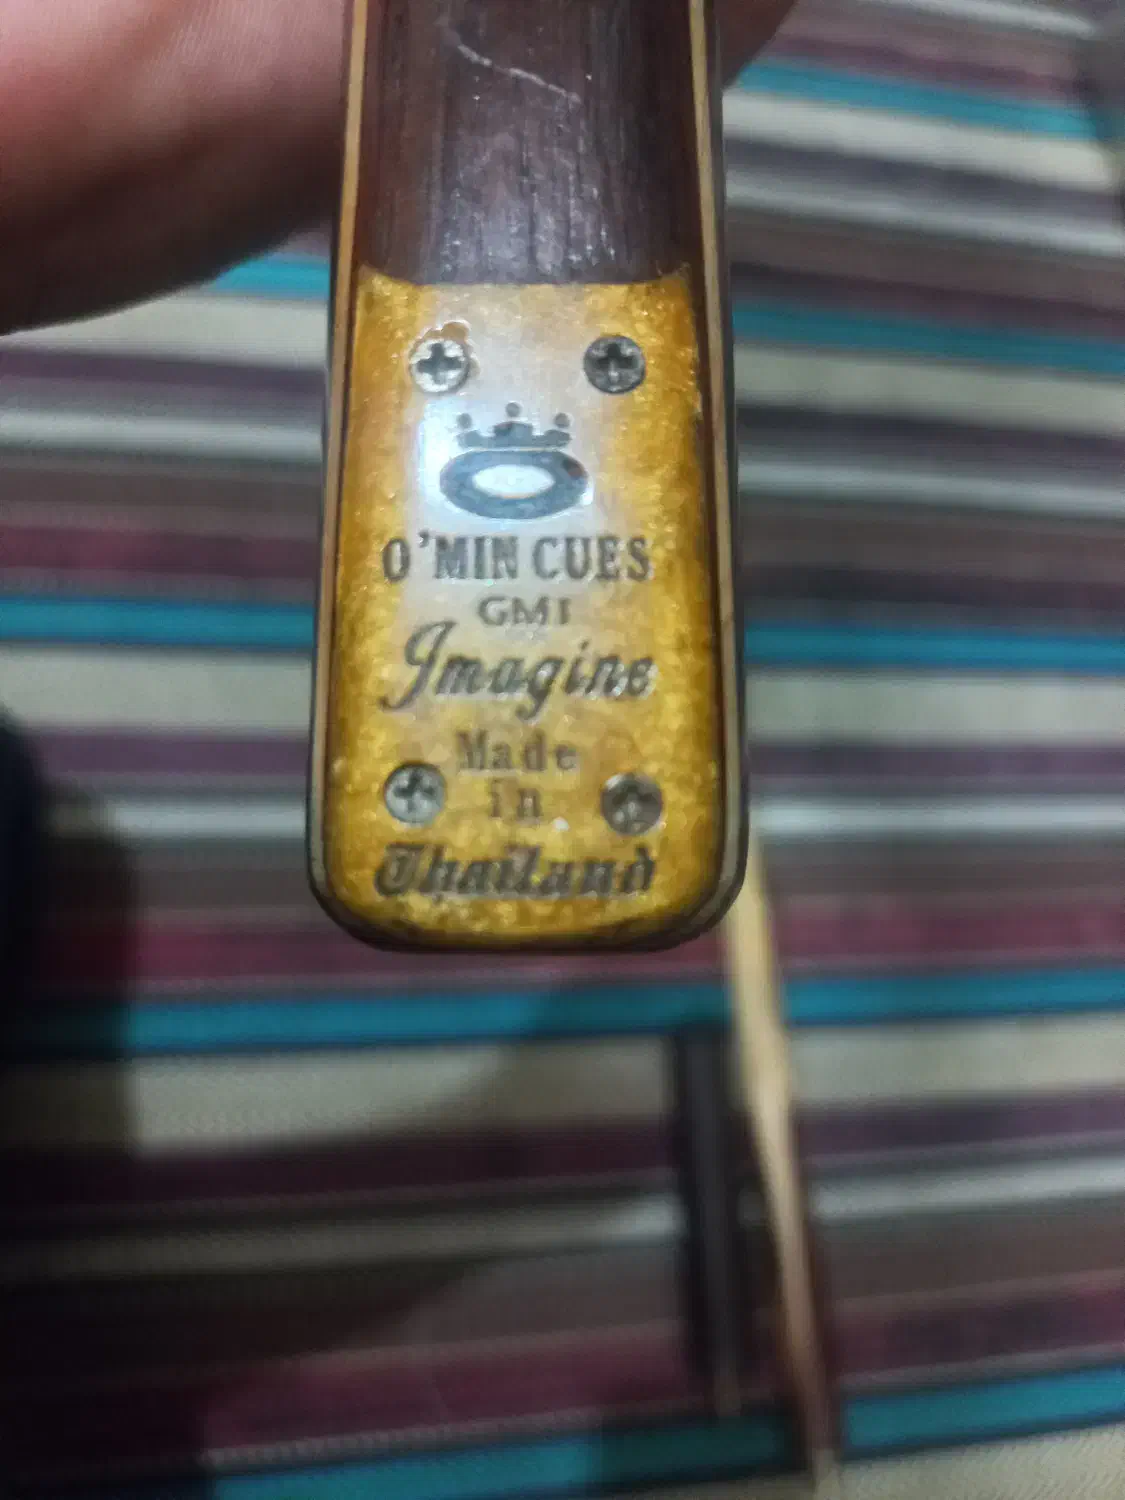 O'MIN CUES
GMI
Imagine
Made
in
Thailand